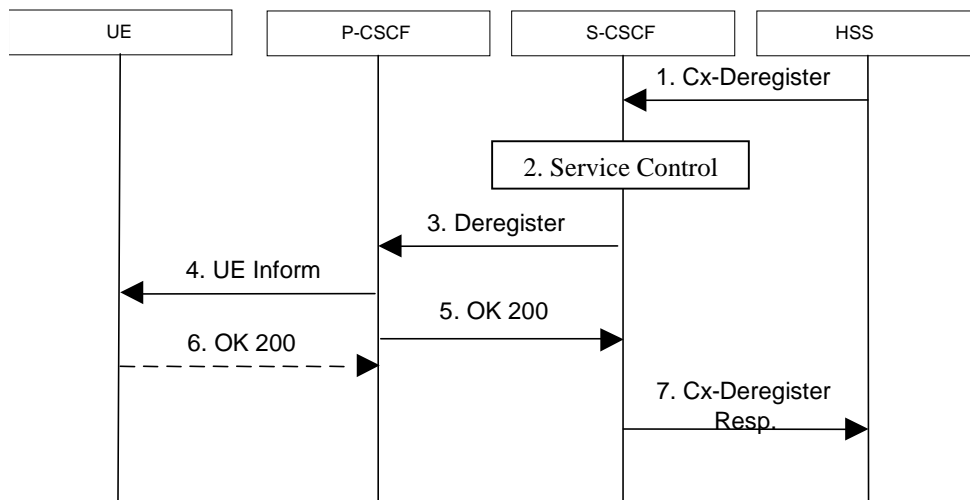 UE
P-CSCF
S-CSCF
HSS
1. Cx-Deregister
2. Service Control
3. Deregister
4. UE Inform
5. OK 200
6. OK 200
7. Cx-Deregister
Resp.